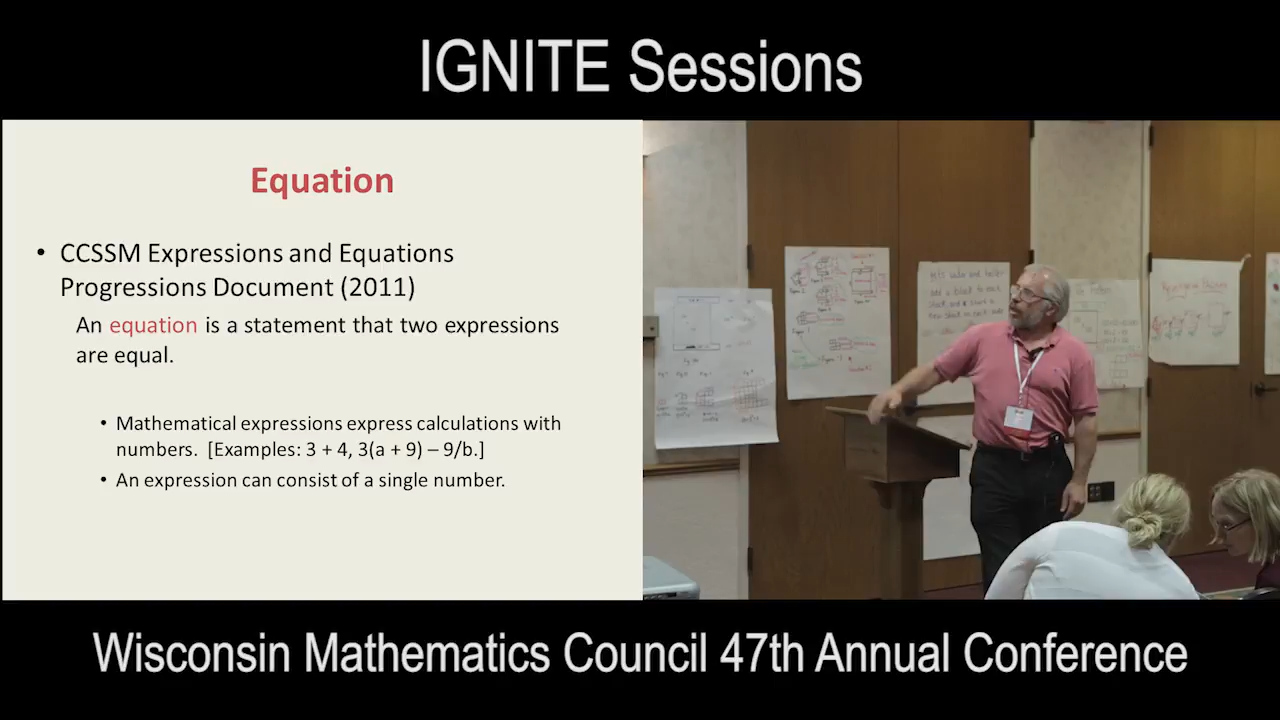 IGNITE Sessions
Equation
• CCSSM Expressions and Equations
Progressions Document (2011)
An equation is a statement that two expressions
are equal.
• Mathematical expressions express calculations with
numbers. [Examples: 3 + 4, 3(a + 9) – 9/b.]
• An expression can consist of a single number.
Wisconsin Mathematics Council 47th Annual Conference